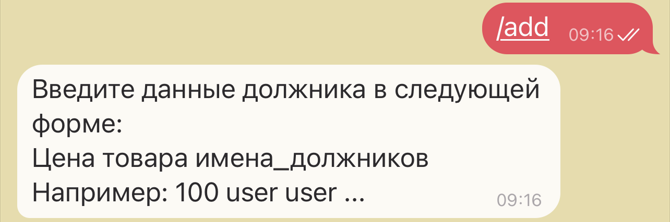 /add
09:16
Введите данные должника в следующей
форме:
Цена товара имена_должников
Например: 100 user user ...
09:16